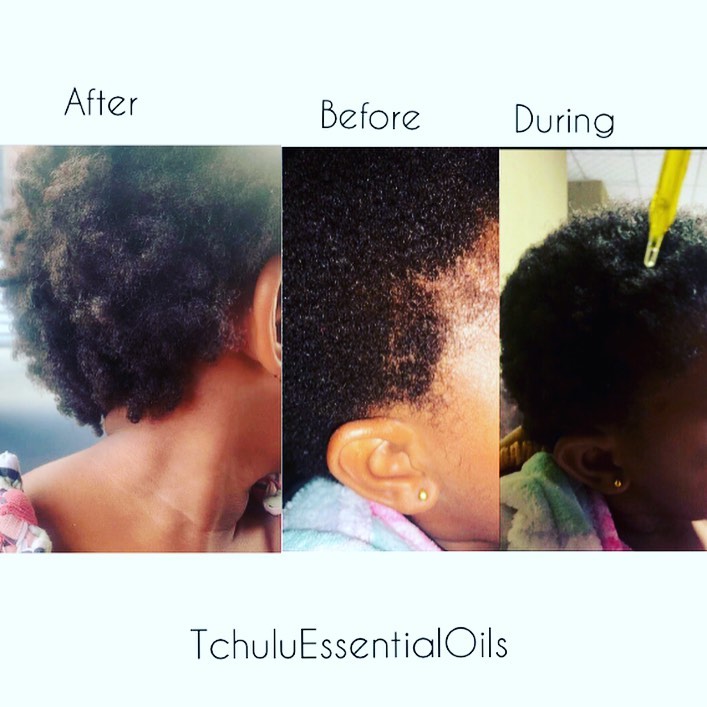 After
Before
During
TchuluEssentialOils